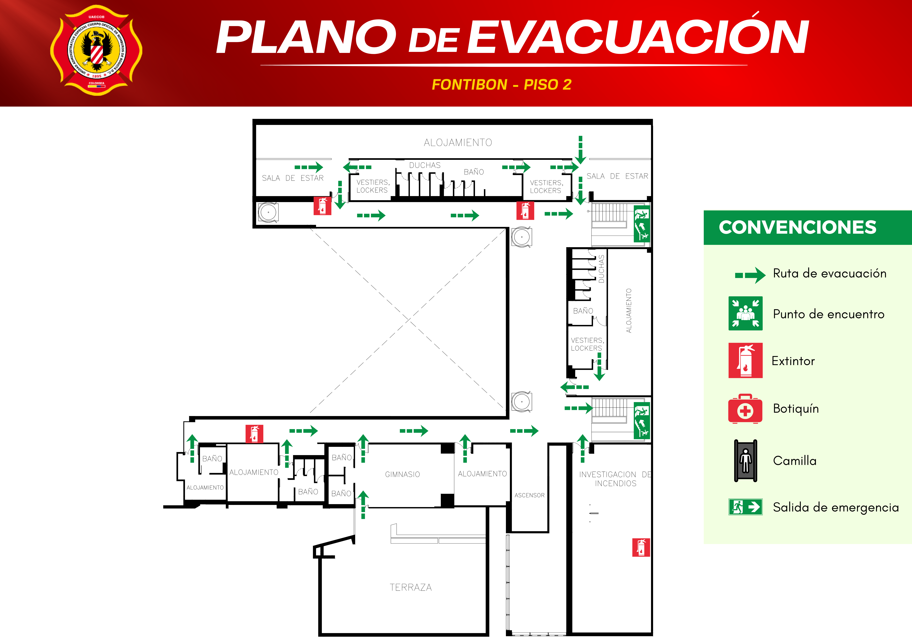 PLANO DE EVACUACIÓN
FONTIBON - PISO 2
ALOJAMIENTO
DUCHAS
BAÑO
SALA DE ESTAR
VESTIERS,
LOCKERS
VESTIERS,
LOCKERS
SALA DE ESTAR
DUCHAS
ALOJAMIENTO
BAÑO
VESTIERS,
LOCKERS
BAÑO
ALOJAMIENTO
ALOJAMIENTO
BAÑO
BAÑO
BAÑO
GIMNASIO
ALOJAMIENTO
ASCENSOR
INVESTIGACION DE
INCENDIOS
TERRAZA
CONVENCIONES
Ruta de evacuación
Punto de encuentro
Extintor
Botiquín
Camilla
Salida de emergencia